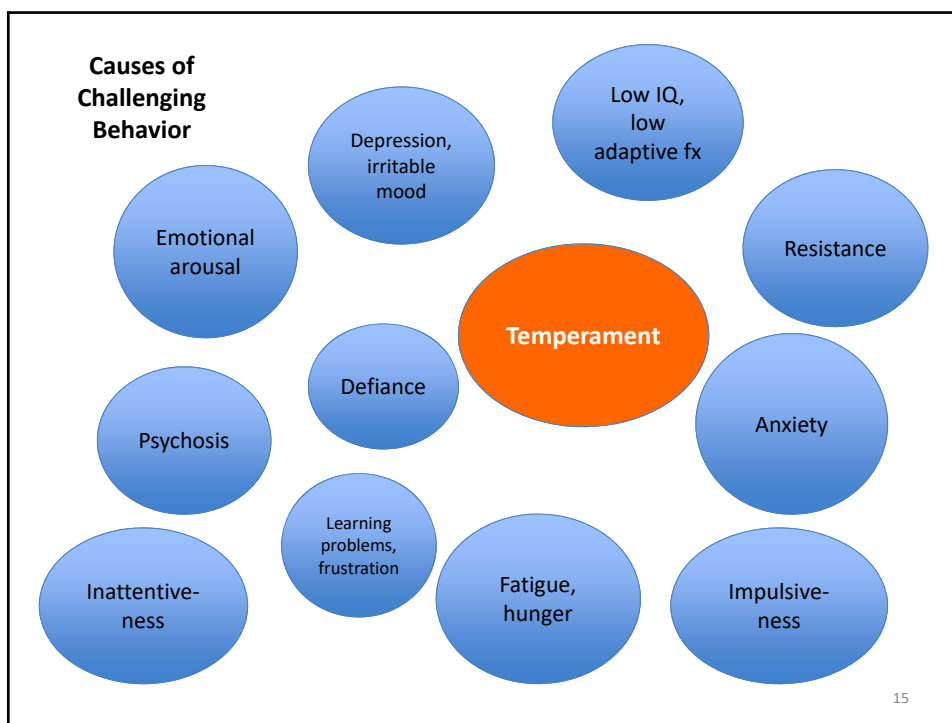 Causes of
Challenging
Behavior
Depression,
irritable
mood
Low IQ,
low
adaptive fx
Emotional
arousal
Resistance
Temperament
Defiance
Anxiety
Psychosis
Learning
problems,
frustration
Inattentive-
ness
Fatigue,
hunger
Impulsive-
ness
15